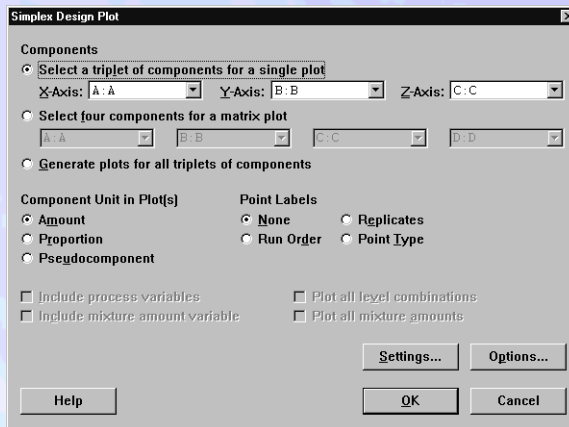 Simplex Design Plot
Components
Select a triplet of components for a single plot
X-Axis: A:A Y-Axis: B:B Z-Axis: C:C
Select four components for a matrix plot
A:A B:B C:C D:D
Generate plots for all triplets of components
Component Unit in Plot(s) Point Labels
Amount None Replicates
Proportion Run Order Point Type
Pseudocomponent
Include process variables Plot all level combinations
Include mixture amount variable Plot all mixture amounts
Settings... Options...
Help OK Cancel